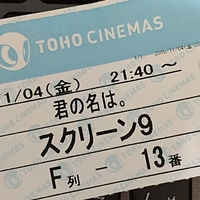 TOHO CINEMAS
1/04(金) 21:40 ~
君の名は。
スクリーン9
F列 - 13番